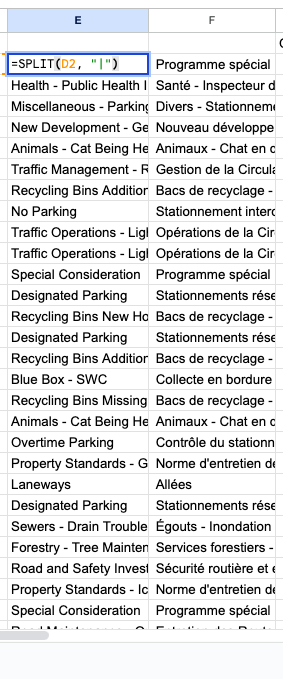 E F
=SPLIT(D2, "|") Programme spécial
Health - Public Health I Santé - Inspecteur d
Miscellaneous - Parking Divers - Stationneme
New Development - Ge Nouveau développe
Animals - Cat Being He Animaux - Chat en c
Traffic Management - R Gestion de la Circula
Recycling Bins Addition Bacs de recyclage -
No Parking Stationnement interd
Traffic Operations - Ligh Opérations de la Cir
Traffic Operations - Ligh Opérations de la Cir
Special Consideration Programme spécial
Designated Parking Stationnements rése
Recycling Bins New Ho Bacs de recyclage -
Designated Parking Stationnements rése
Recycling Bins Addition Bacs de recyclage -
Blue Box - SWC Collecte en bordure
Recycling Bins Missing Bacs de recyclage -
Animals - Cat Being He Animaux - Chat en c
Overtime Parking Contrôle du stationn
Property Standards - G Norme d'entretien de
Laneways Allées
Designated Parking Stationnements rése
Sewers - Drain Trouble Égouts - Inondation
Forestry - Tree Mainten Services forestiers -
Road and Safety Invest Sécurité routière et e
Property Standards - Ic Norme d'entretien de
Special Consideration Programme spécial